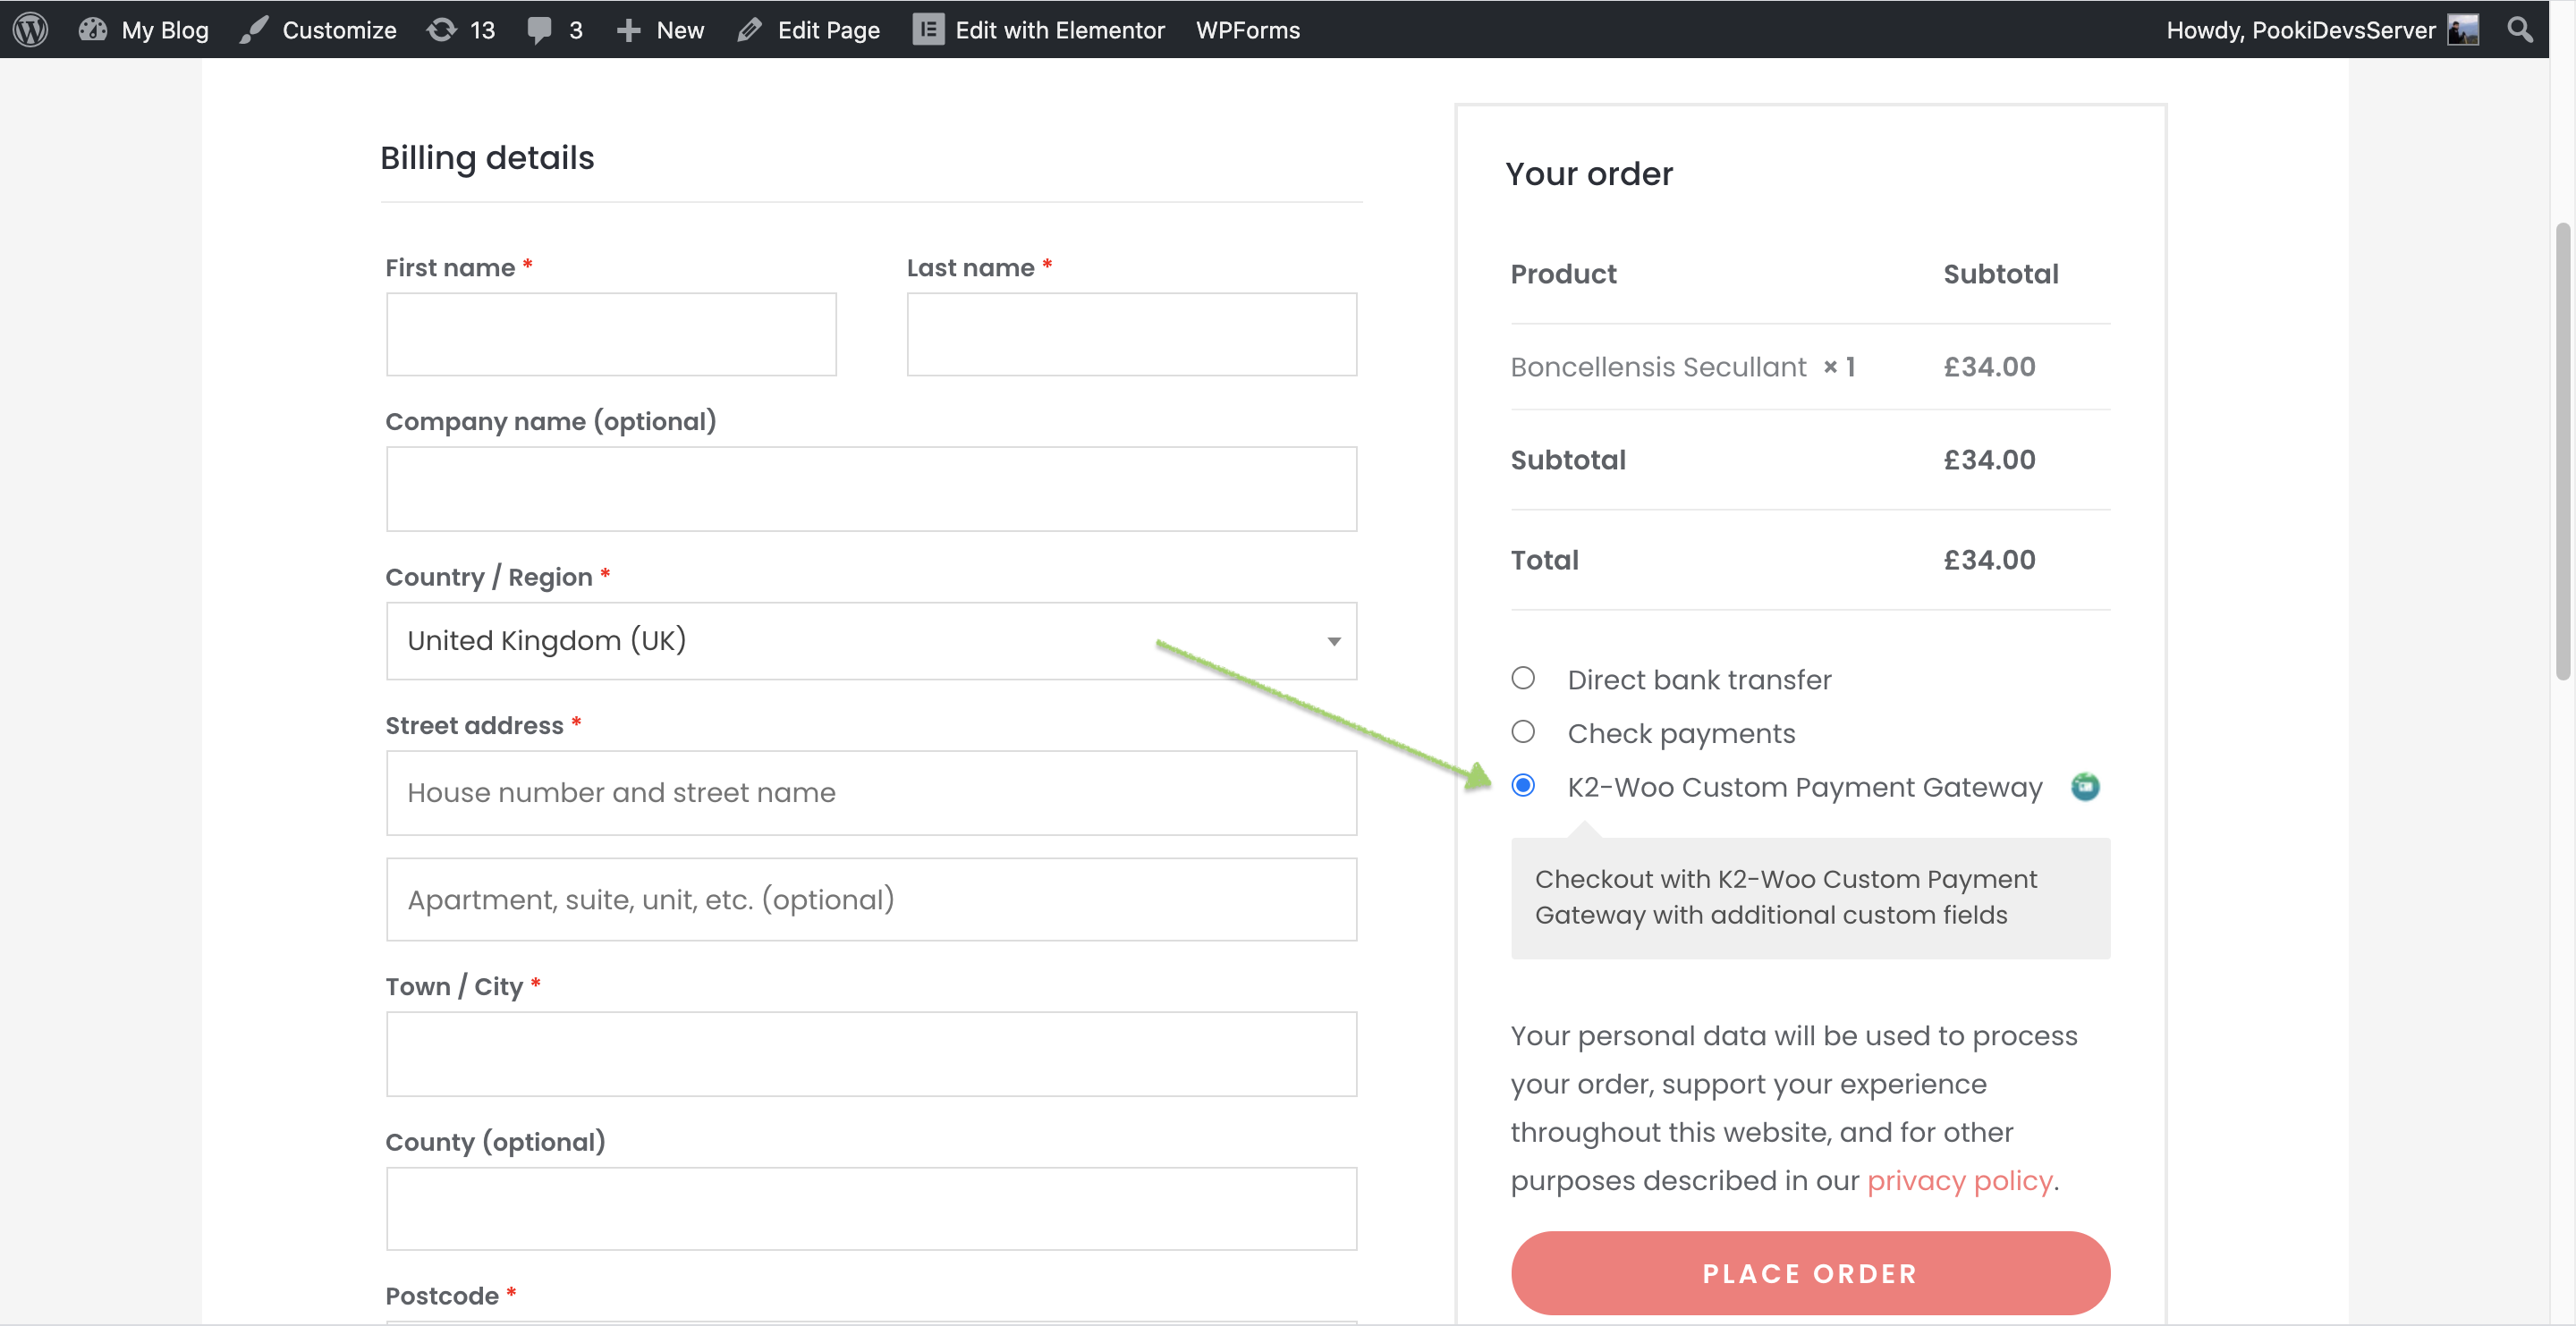 My Blog Customize 13 3 New Edit Page Edit with Elementor WPForms Howdy, PookiDevsServer
Billing details
First name *
Last name *
Company name (optional)
Country / Region *
United Kingdom (UK)
Street address *
House number and street name
Apartment, suite, unit, etc. (optional)
Town / City *
County (optional)
Postcode *
Your order
Product Subtotal
Boncellensis Secullant × 1 £34.00
Subtotal £34.00
Total £34.00
Direct bank transfer
Check payments
K2-Woo Custom Payment Gateway
Checkout with K2-Woo Custom Payment
Gateway with additional custom fields
Your personal data will be used to process
your order, support your experience
throughout this website, and for other
purposes described in our privacy policy.
PLACE ORDER